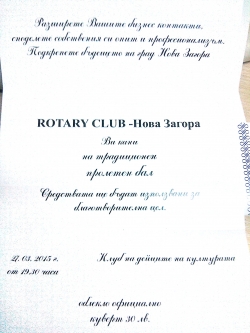 Разширете Вашите бизнес контакти,
споделете собствения си опит и професионализъм.
Подкрепете бъдещето на град Нова Загора
ROTARY CLUB -Нова Загора
Ви кани
на традиционен
пролетен бал
Средствата ще бъдат използвани за
благотворителна цел.
27. 03. 2015 г. Клуб на дейците на културата
от 19,30 часа
облекло официално
куверт 30 лв.